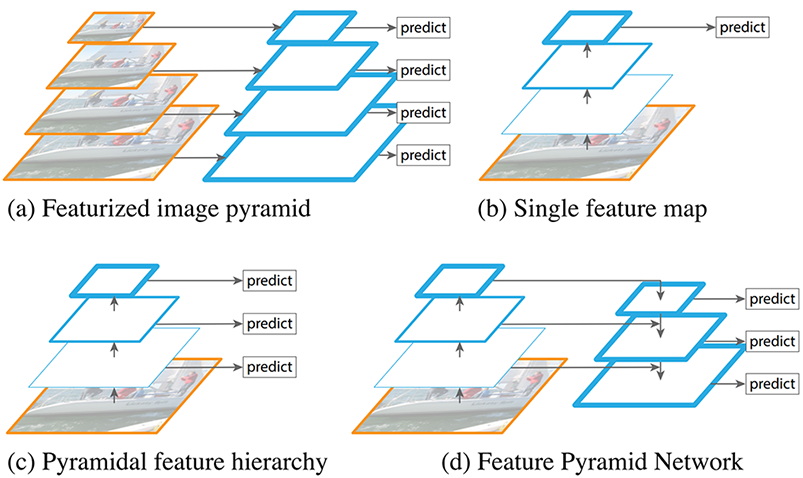 predict
predict
predict
predict
(a) Featurized image pyramid
predict
(b) Single feature map
predict
predict
predict
(c) Pyramidal feature hierarchy
predict
predict
predict
(d) Feature Pyramid Network